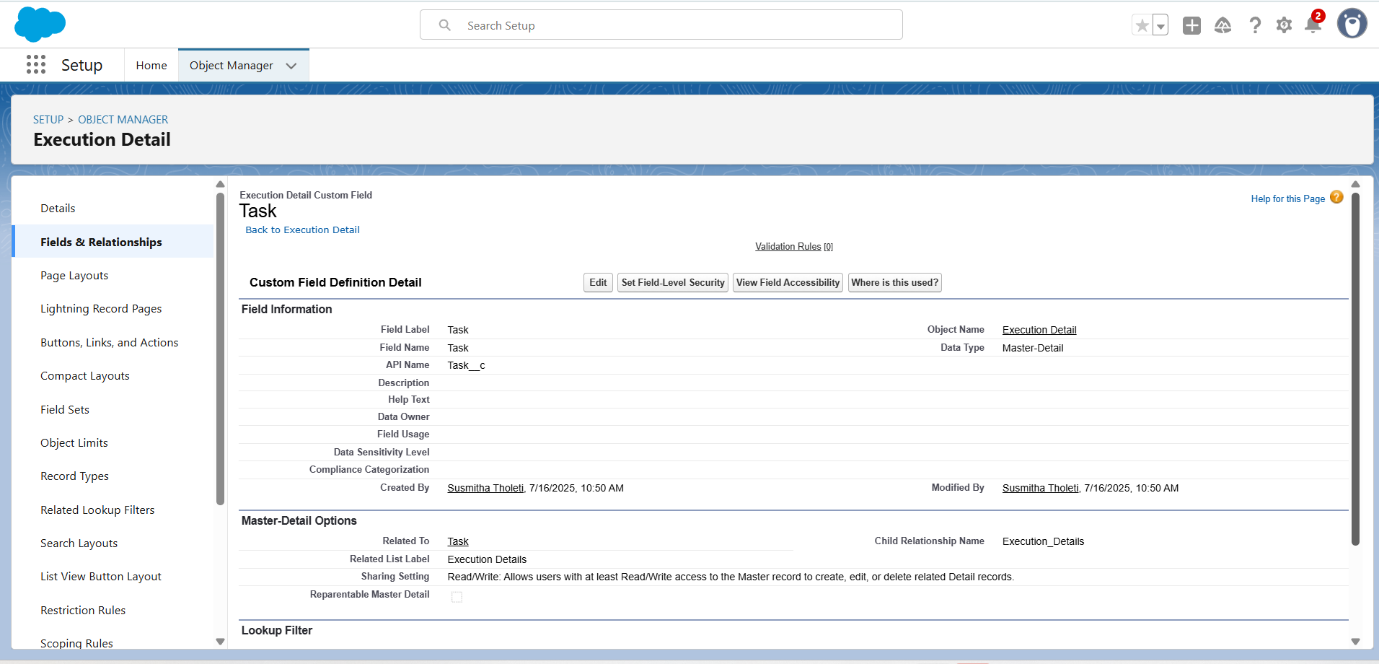 Search Setup
2
Setup
Home
Object Manager
SETUP > OBJECT MANAGER
Execution Detail
Details
Fields & Relationships
Page Layouts
Lightning Record Pages
Buttons, Links, and Actions
Compact Layouts
Field Sets
Object Limits
Record Types
Related Lookup Filters
Search Layouts
List View Button Layout
Restriction Rules
Scoping Rules
Execution Detail Custom Field
Task
Back to Execution Detail
Help for this Page ?
Validation Rules [0]
Custom Field Definition Detail Edit Set Field-Level Security View Field Accessibility Where is this used?
Field Information
Field Label Task Object Name Execution Detail
Field Name Task Data Type Master-Detail
API Name Task__c
Description
Help Text
Data Owner
Field Usage
Data Sensitivity Level
Compliance Categorization
Created By Susmitha Tholeti, 7/16/2025, 10:50 AM Modified By Susmitha Tholeti, 7/16/2025, 10:50 AM
Master-Detail Options
Related To Task Child Relationship Name Execution_Details
Related List Label Execution Details
Sharing Setting Read/Write: Allows users with at least Read/Write access to the Master record to create, edit, or delete related Detail records.
Reparentable Master Detail
Lookup Filter